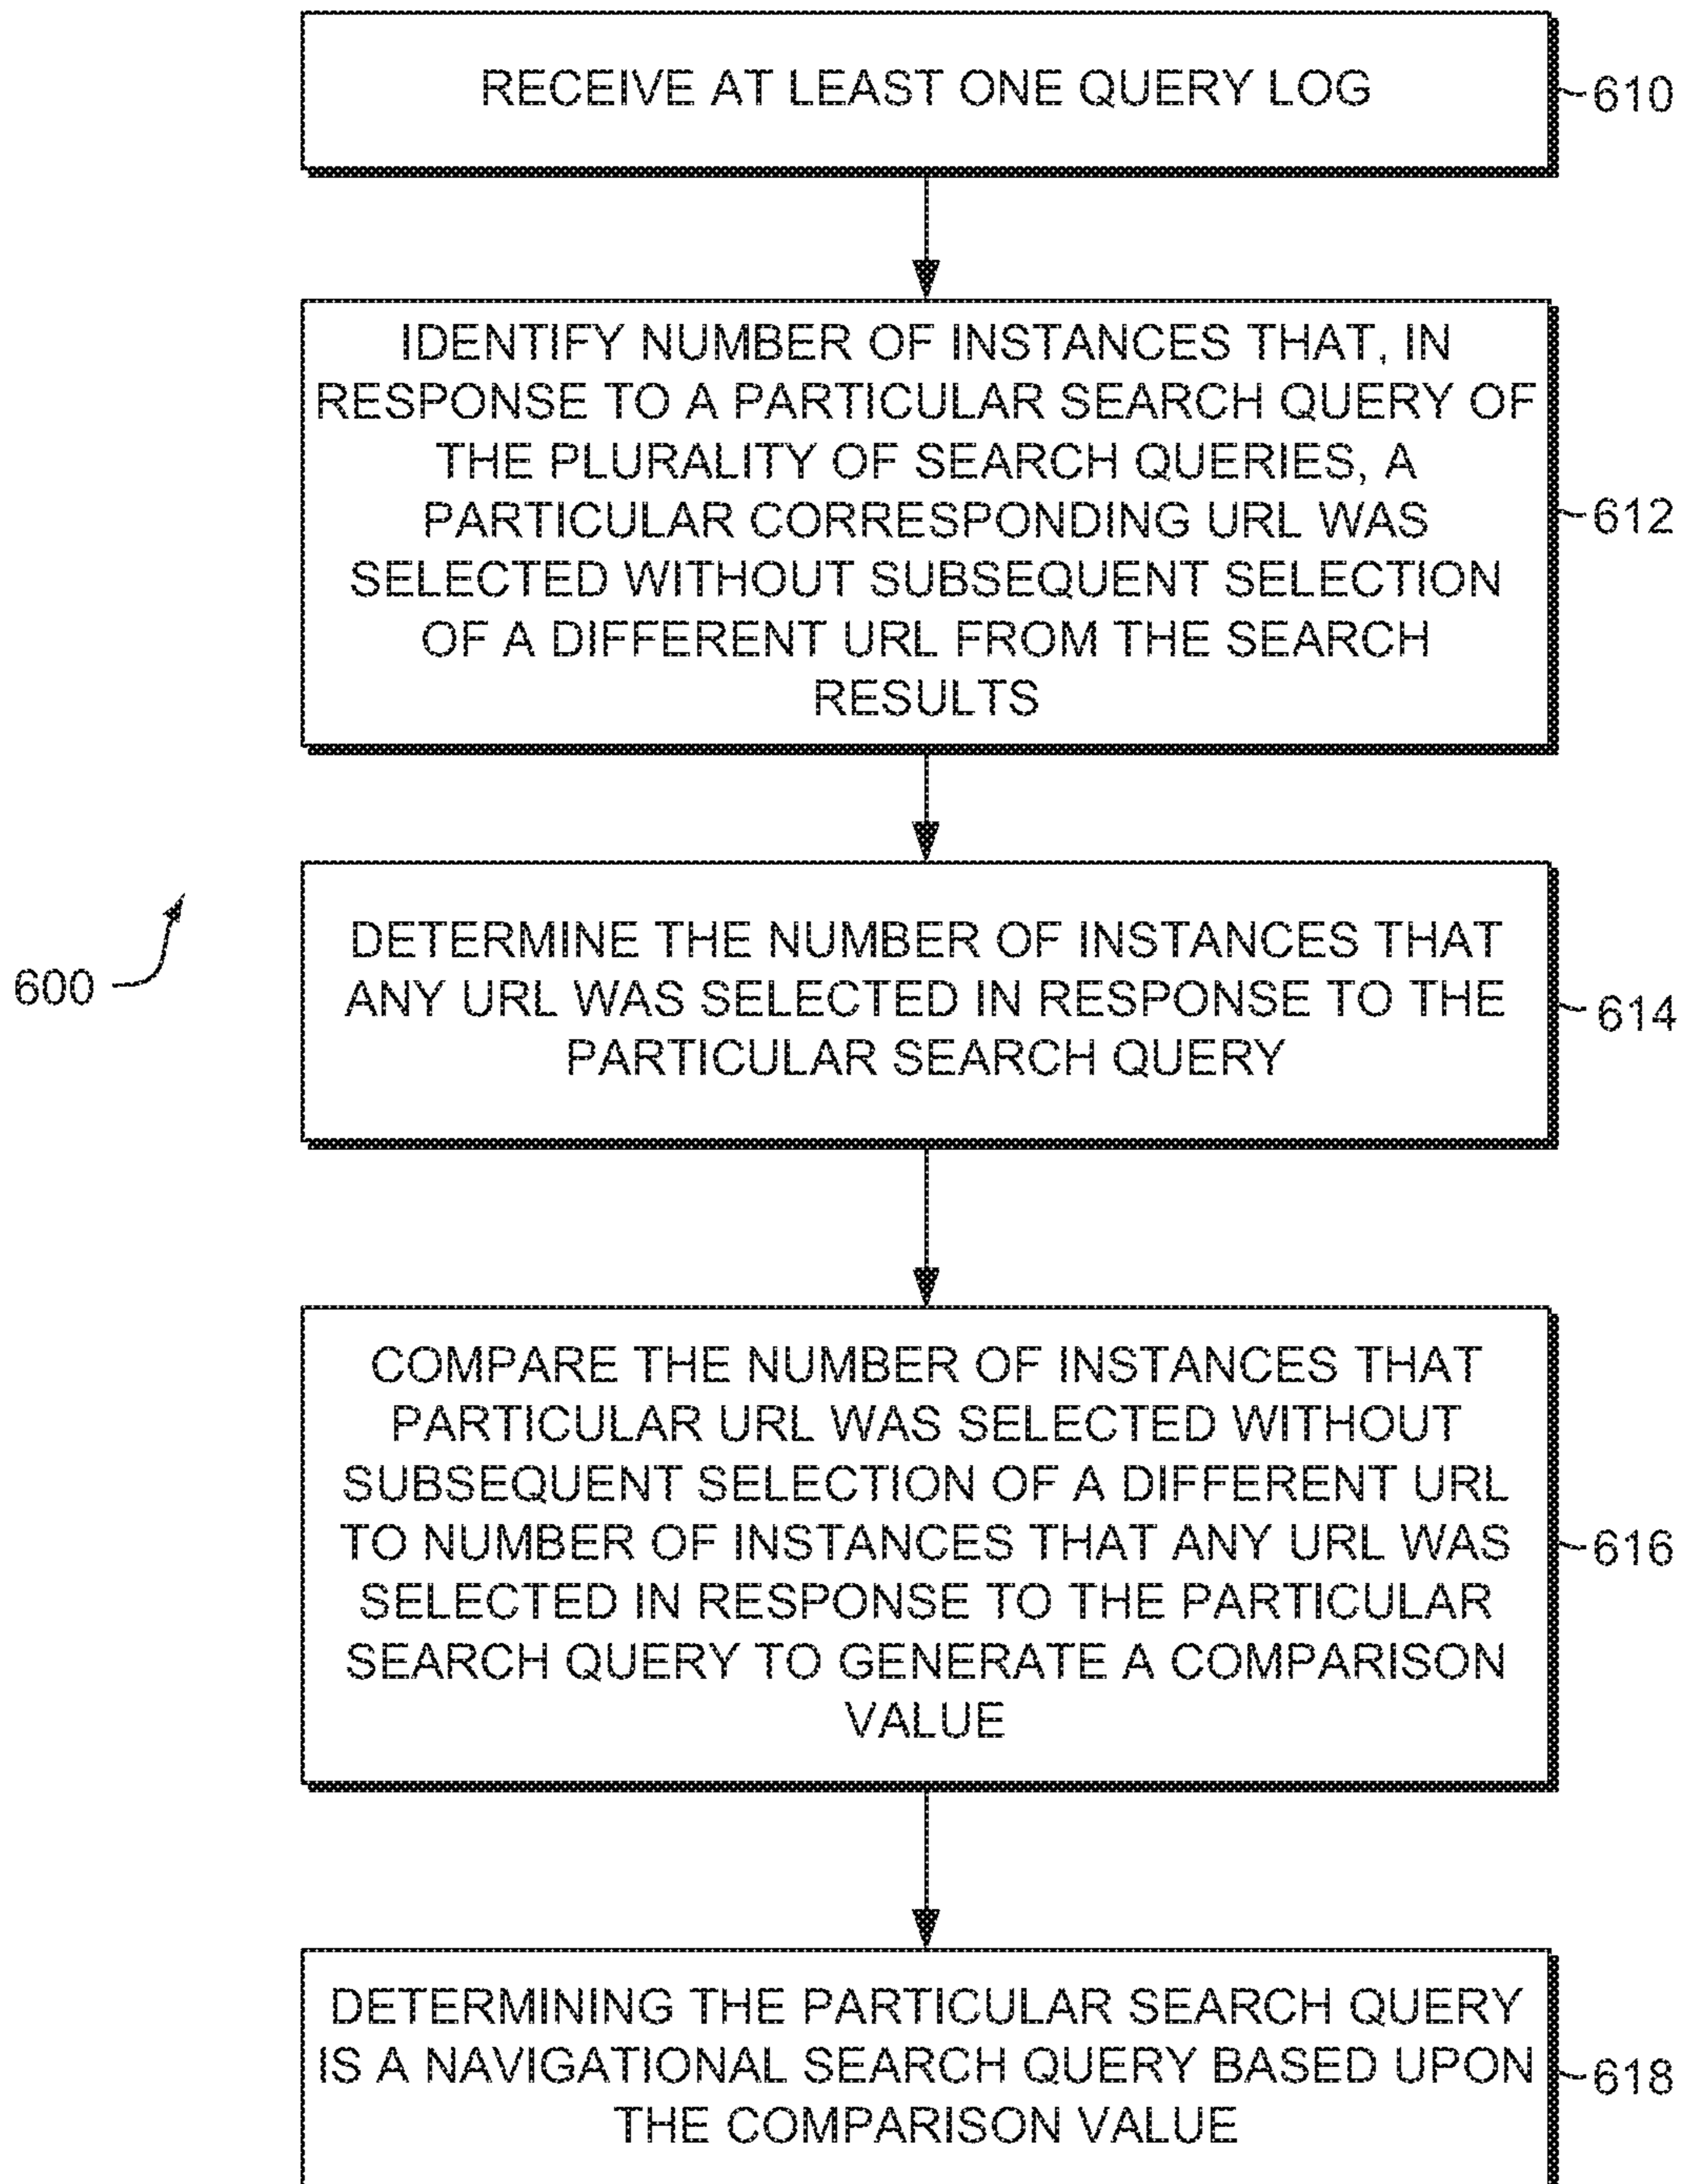 RECEIVE AT LEAST ONE QUERY LOG
610
IDENTIFY NUMBER OF INSTANCES THAT, IN
RESPONSE TO A PARTICULAR SEARCH QUERY OF
THE PLURALITY OF SEARCH QUERIES, A
PARTICULAR CORRESPONDING URL WAS
SELECTED WITHOUT SUBSEQUENT SELECTION
OF A DIFFERENT URL FROM THE SEARCH
RESULTS
612
600
DETERMINE THE NUMBER OF INSTANCES THAT
ANY URL WAS SELECTED IN RESPONSE TO THE
PARTICULAR SEARCH QUERY
614
COMPARE THE NUMBER OF INSTANCES THAT
PARTICULAR URL WAS SELECTED WITHOUT
SUBSEQUENT SELECTION OF A DIFFERENT URL
TO NUMBER OF INSTANCES THAT ANY URL WAS
SELECTED IN RESPONSE TO THE PARTICULAR
SEARCH QUERY TO GENERATE A COMPARISON
VALUE
616
DETERMINING THE PARTICULAR SEARCH QUERY
IS A NAVIGATIONAL SEARCH QUERY BASED UPON
THE COMPARISON VALUE
618